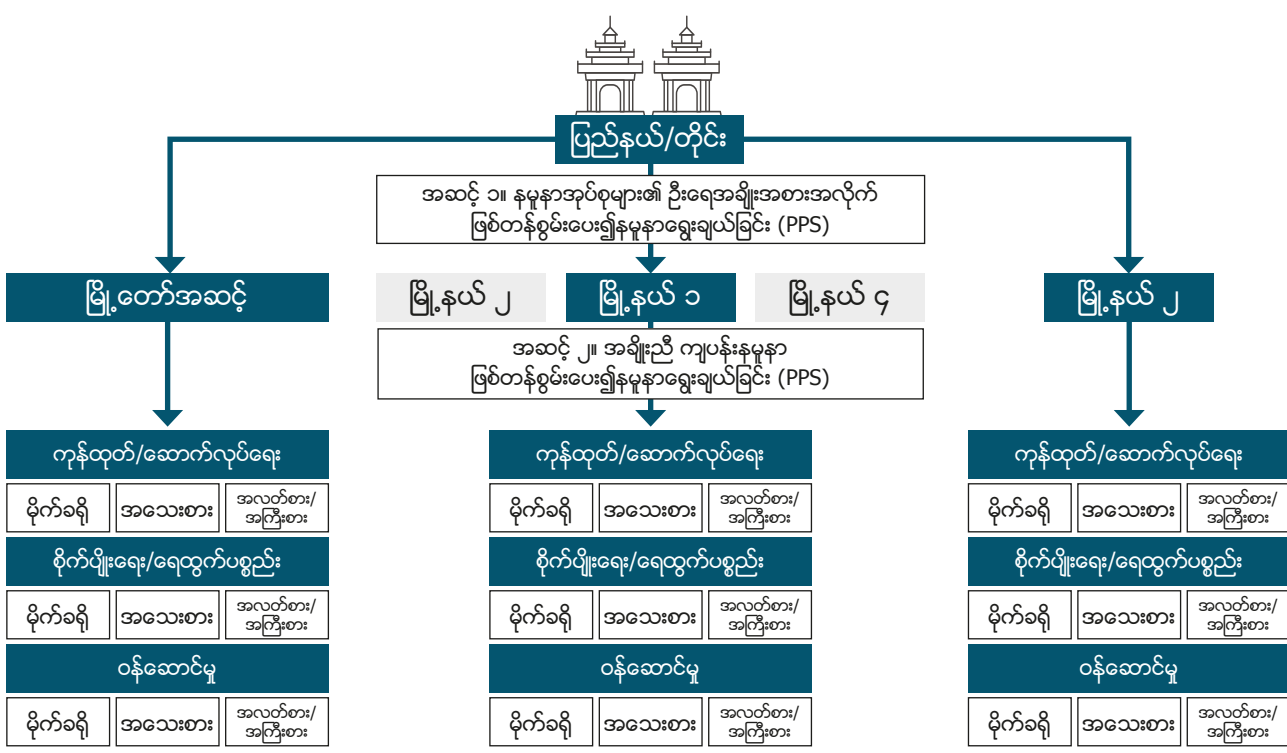 ပြည်နယ်/တိုင်း
အဆင့် ၁။ နမူနာအုပ်စုများ၏ ဦးရေအချိုးအစားအလိုက်
ဖြစ်တန်စွမ်းပေး၍နမူနာရွေးချယ်ခြင်း (PPS)
မြို့တော်အဆင့်
မြို့နယ် ၂
မြို့နယ် ၁
မြို့နယ် ၄
မြို့နယ် ၂
အဆင့် ၂။ အချိုးညီ ကျပန်းနမူနာ
ဖြစ်တန်စွမ်းပေး၍နမူနာရွေးချယ်ခြင်း (PPS)
ကုန်ထုတ်/ဆောက်လုပ်ရေး
မိုက်ခရို
အသေးစား
အလတ်စား/
အကြီးစား
စိုက်ပျိုးရေး/ရေထွက်ပစ္စည်း
မိုက်ခရို
အသေးစား
အလတ်စား/
အကြီးစား
ဝန်ဆောင်မှု
မိုက်ခရို
အသေးစား
အလတ်စား/
အကြီးစား
ကုန်ထုတ်/ဆောက်လုပ်ရေး
မိုက်ခရို
အသေးစား
အလတ်စား/
အကြီးစား
စိုက်ပျိုးရေး/ရေထွက်ပစ္စည်း
မိုက်ခရို
အသေးစား
အလတ်စား/
အကြီးစား
ဝန်ဆောင်မှု
မိုက်ခရို
အသေးစား
အလတ်စား/
အကြီးစား
ကုန်ထုတ်/ဆောက်လုပ်ရေး
မိုက်ခရို
အသေးစား
အလတ်စား/
အကြီးစား
စိုက်ပျိုးရေး/ရေထွက်ပစ္စည်း
မိုက်ခရို
အသေးစား
အလတ်စား/
အကြီးစား
ဝန်ဆောင်မှု
မိုက်ခရို
အသေးစား
အလတ်စား/
အကြီးစား